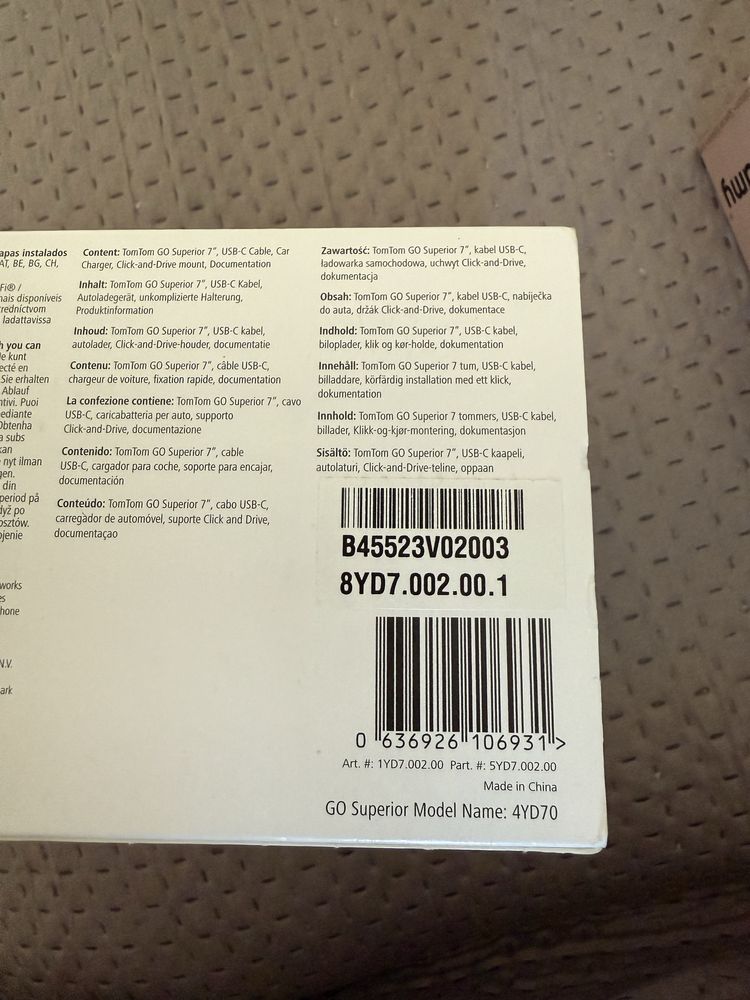 apas instalados
AT, BE, BG, CH,
Fi® /
nais disponíveis
tredníctvom
ladattavissa
h you can
le kunt
ecté en
Sie erhalten
Ablauf
ntivi. Puoi
ediante
Obtenha
a subs
kan
nyt ilman
gen.
din
period på
dyż po
osztów.
ojenie
works
es
hone
N.V.
ark
Content: TomTom GO Superior 7”, USB-C Cable, Car
Charger, Click-and-Drive mount, Documentation
Inhalt: TomTom GO Superior 7”, USB-C Kabel,
Autoladegerät, unkomplizierte Halterung,
Produktinformation
Inhoud: TomTom GO Superior 7”, USB-C kabel,
autolader, Click-and-Drive-houder, documentatie
Contenu: TomTom GO Superior 7”, câble USB-C,
chargeur de voiture, fixation rapide, documentation
La confezione contiene: TomTom GO Superior 7”, cavo
USB-C, caricabatteria per auto, supporto
Click-and-Drive, documentazione
Contenido: TomTom GO Superior 7”, cable
USB-C, cargador para coche, soporte para encajar,
documentación
Conteúdo: TomTom GO Superior 7”, cabo USB-C,
carregador de automóvel, suporte Click and Drive,
documentaçao
Zawartość: TomTom GO Superior 7”, kabel USB-C,
ładowarka samochodowa, uchwyt Click-and-Drive,
dokumentacja
Obsah: TomTom GO Superior 7”, kabel USB-C, nabíječka
do auta, držák Click-and-Drive, dokumentace
Indhold: TomTom GO Superior 7”, USB-C kabel,
biloplader, klik og kør-holde, dokumentation
Innehåll: TomTom GO Superior 7 tum, USB-C kabel,
billaddare, körfärdig installation med ett klick,
dokumentation
Innhold: TomTom GO Superior 7 tommers, USB-C kabel,
billader, Klikk-og-kjør-montering, dokumentasjon
Sisältö: TomTom GO Superior 7”, USB-C kaapeli,
autolaturi, Click-and-Drive-teline, oppaan
B45523V02003
8YD7.002.00.1
0 636926 106931 >
Art. #: 1YD7.002.00 Part. #: 5YD7.002.00
Made in China
GO Superior Model Name: 4YD70